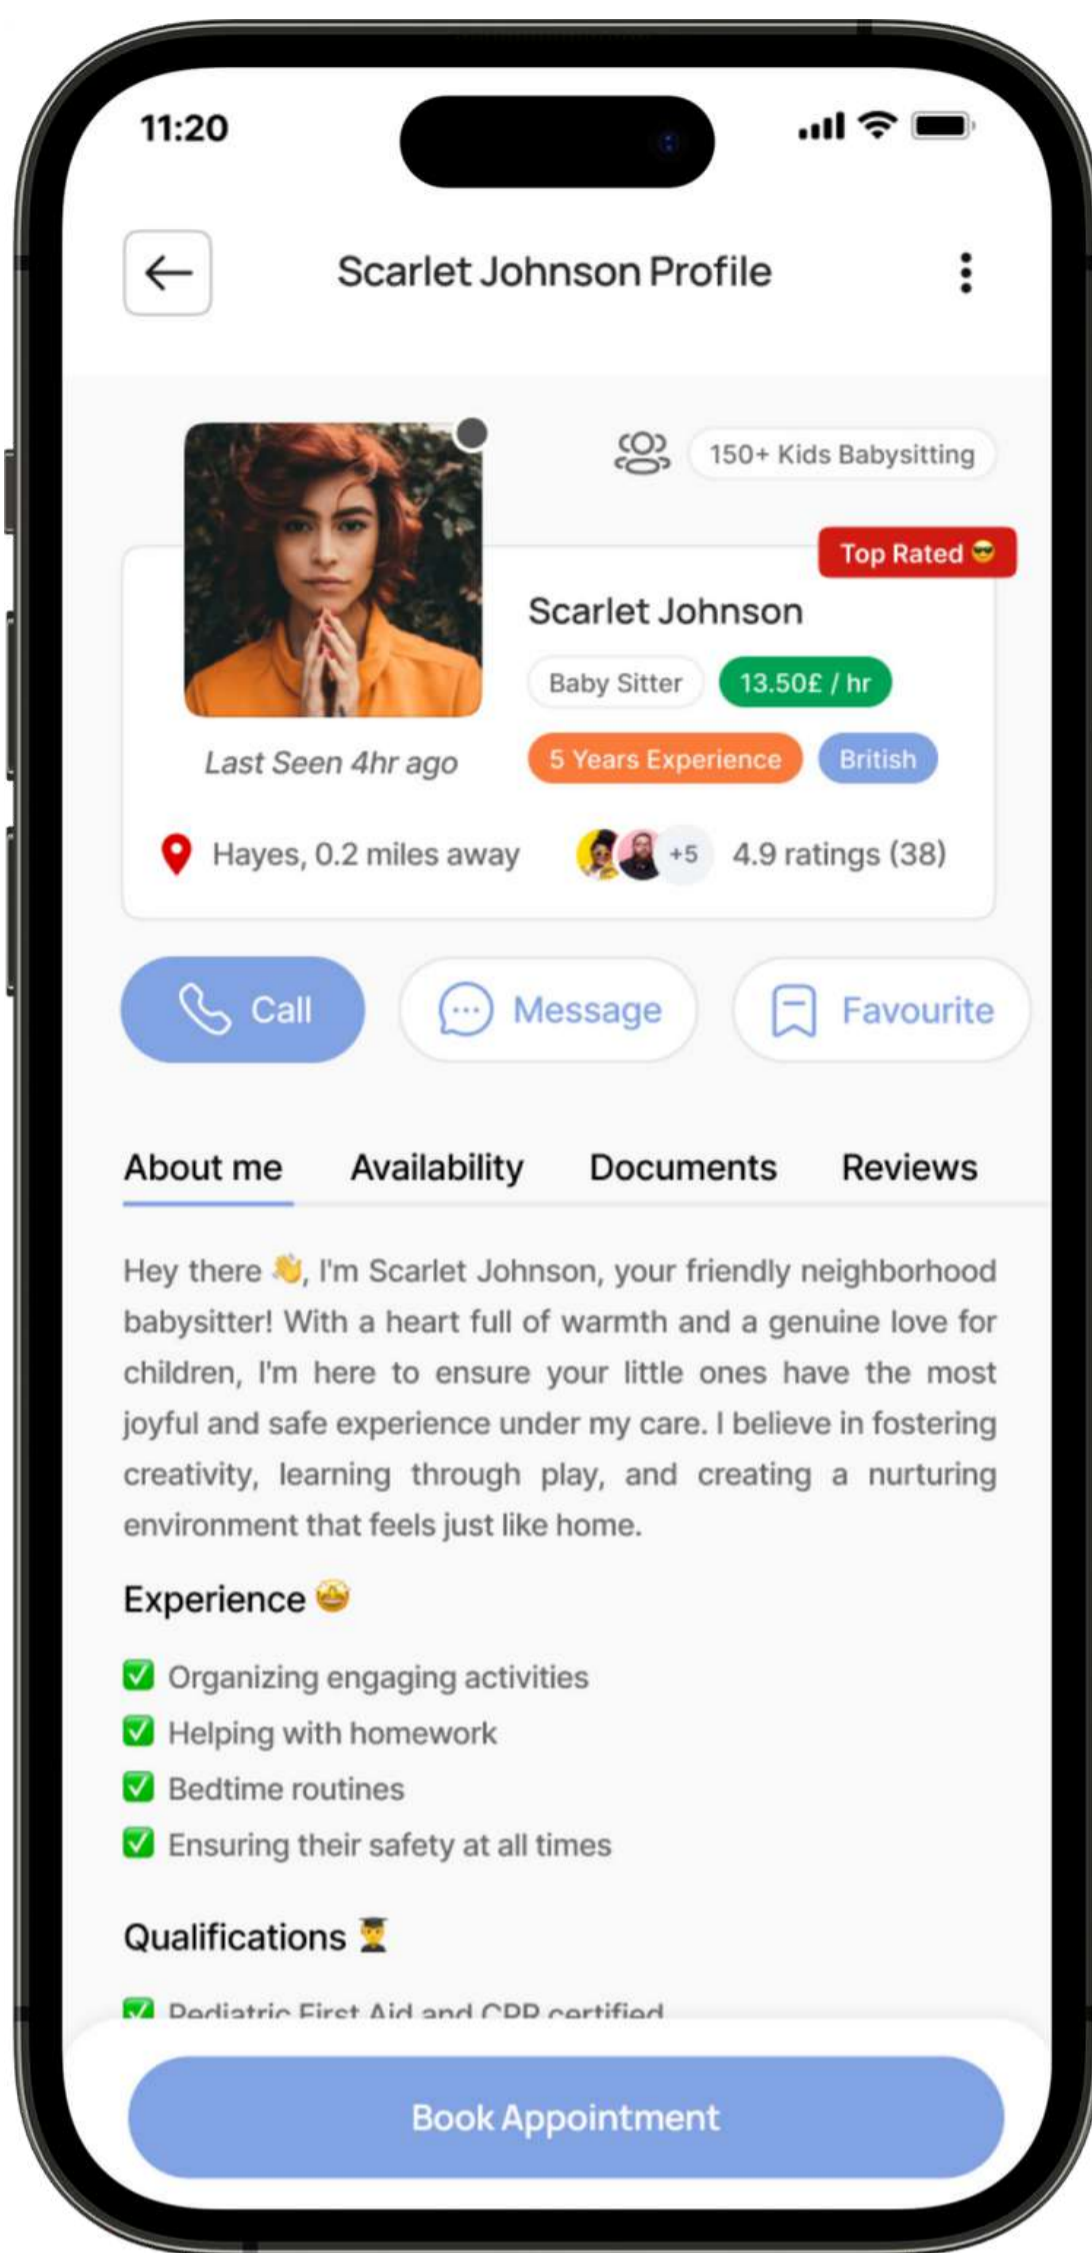 11:20
Scarlet Johnson Profile
150+ Kids Babysitting
Top Rated 😎
Scarlet Johnson
Baby Sitter 13.50£ / hr
Last Seen 4hr ago
5 Years Experience British
Hayes, 0.2 miles away +5 4.9 ratings (38)
Call Message Favourite
About me Availability Documents Reviews
Hey there 👋, I'm Scarlet Johnson, your friendly neighborhood
babysitter! With a heart full of warmth and a genuine love for
children, I'm here to ensure your little ones have the most
joyful and safe experience under my care. I believe in fostering
creativity, learning through play, and creating a nurturing
environment that feels just like home.
Experience 🤩
✅ Organizing engaging activities
✅ Helping with homework
✅ Bedtime routines
✅ Ensuring their safety at all times
Qualifications 👨‍🎓
✅ Pediatric First Aid and CPR certified
Book Appointment